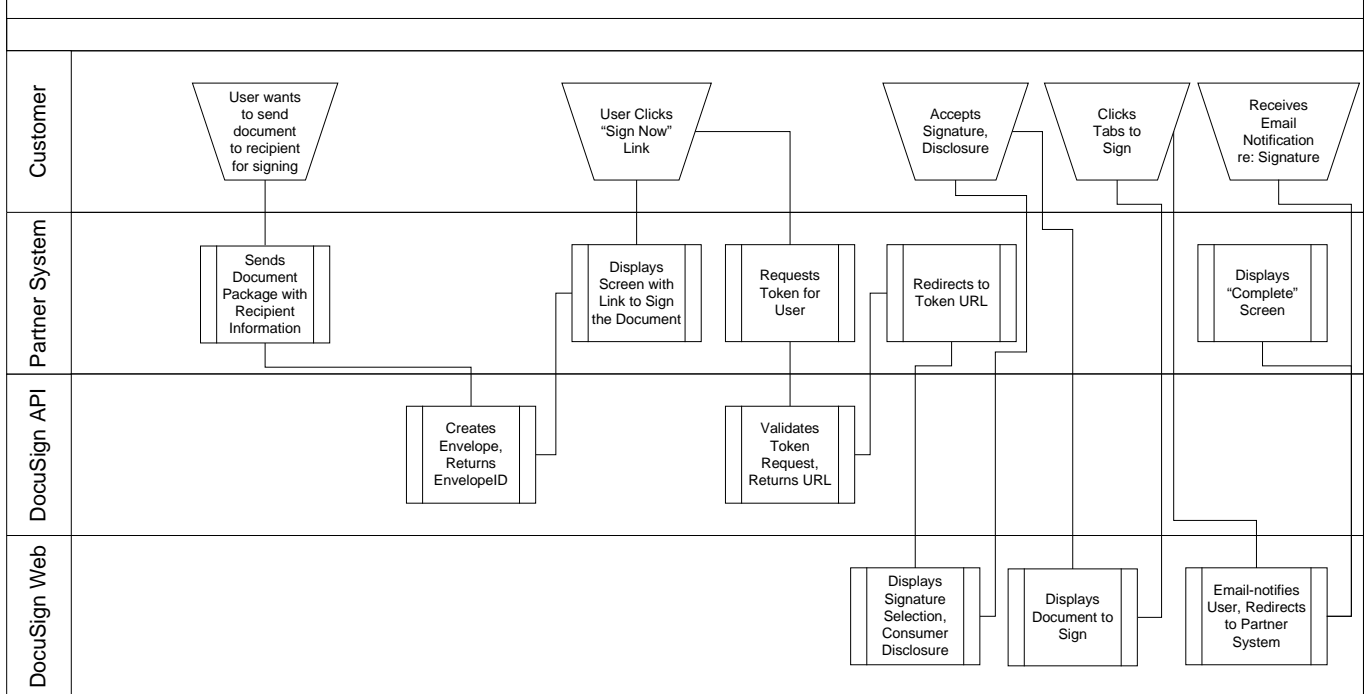 Customer
User wants
to send
document
to recipient
for signing
User Clicks
“Sign Now”
Link
Accepts
Signature,
Disclosure
Clicks
Tabs to
Sign
Receives
Email
Notification
re: Signature
Partner System
Sends
Document
Package with
Recipient
Information
Displays
Screen with
Link to Sign
the Document
Requests
Token for
User
Redirects to
Token URL
Displays
“Complete”
Screen
DocuSign API
Creates
Envelope,
Returns
EnvelopeID
Validates
Token
Request,
Returns URL
DocuSign Web
Displays
Signature
Selection,
Consumer
Disclosure
Displays
Document to
Sign
Email-notifies
User, Redirects
to Partner
System